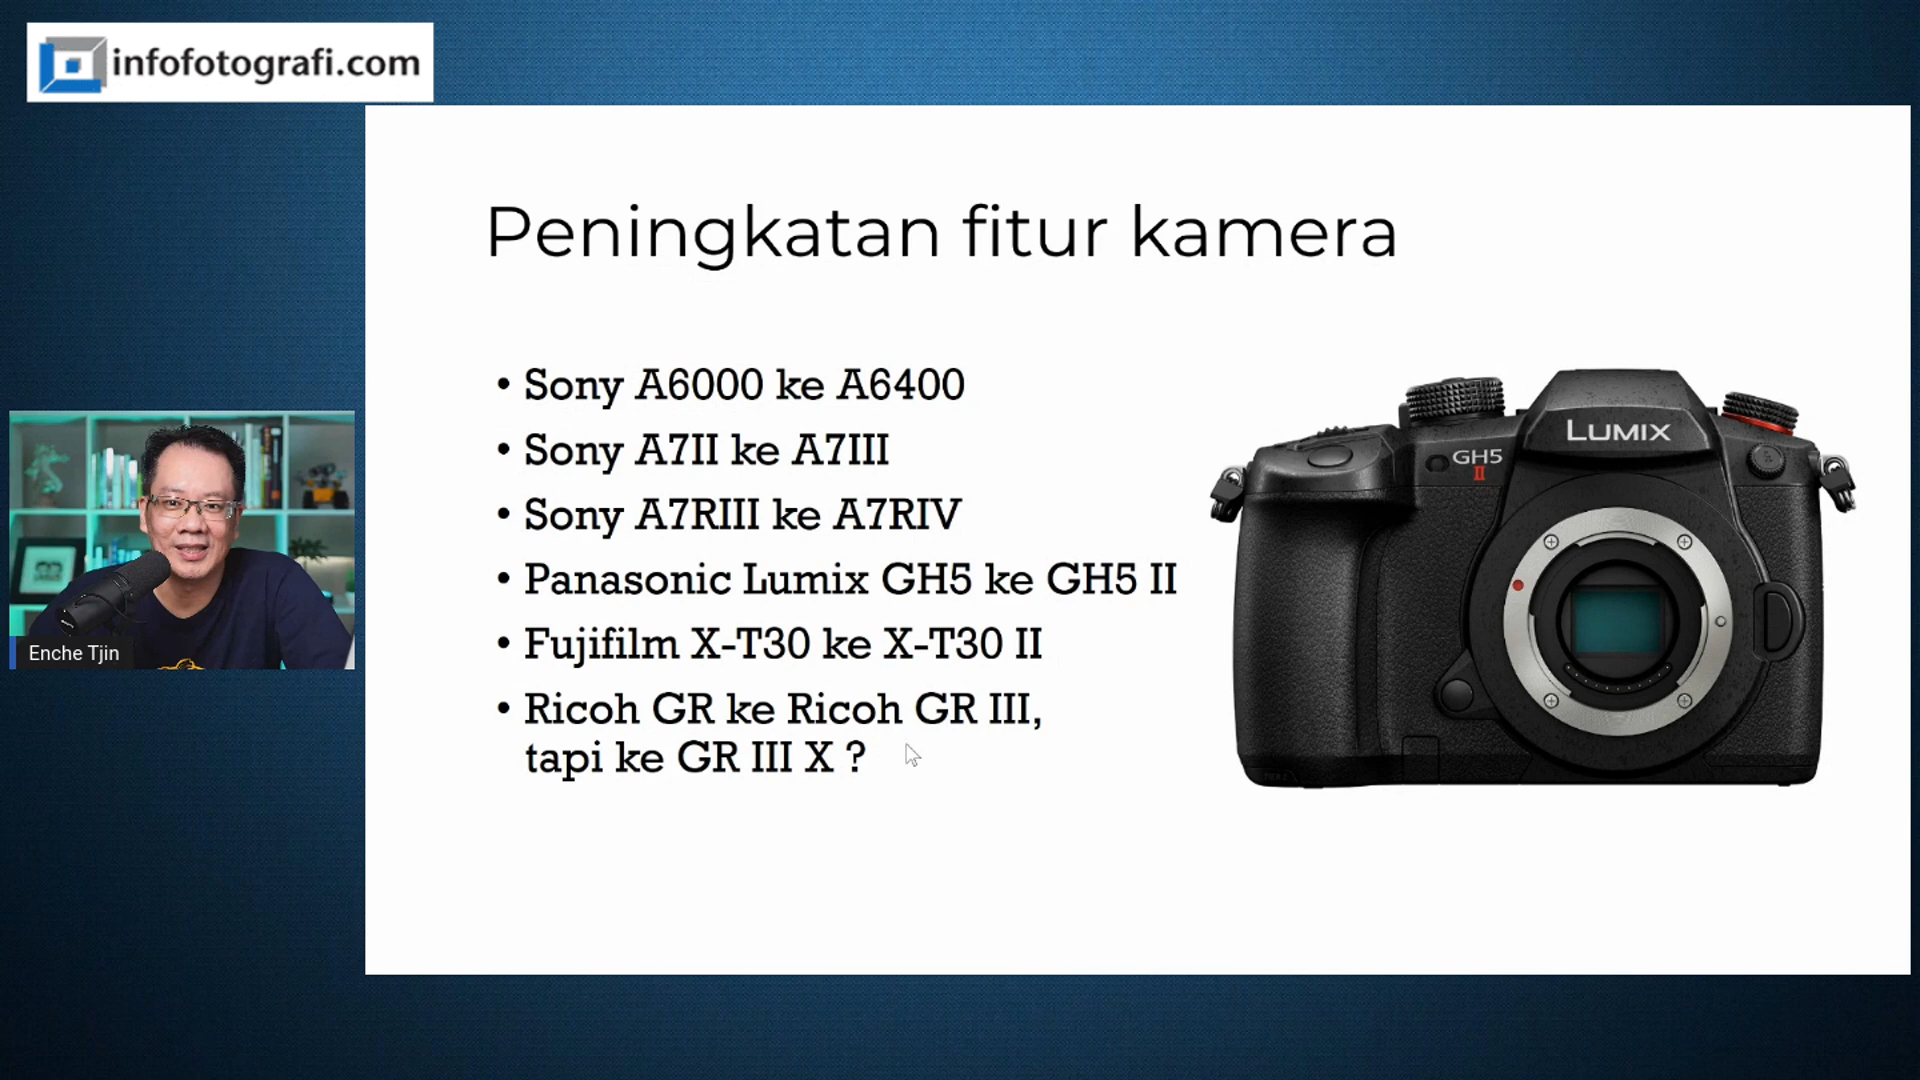 infofotografi.com
Peningkatan fitur kamera
• Sony A6000 ke A6400
• Sony A7II ke A7III
• Sony A7RIII ke A7RIV
• Panasonic Lumix GH5 ke GH5 II
• Fujifilm X-T30 ke X-T30 II
• Ricoh GR ke Ricoh GR III,
tapi ke GR III X ?
LUMIX
GH5
II
Enche Tjin